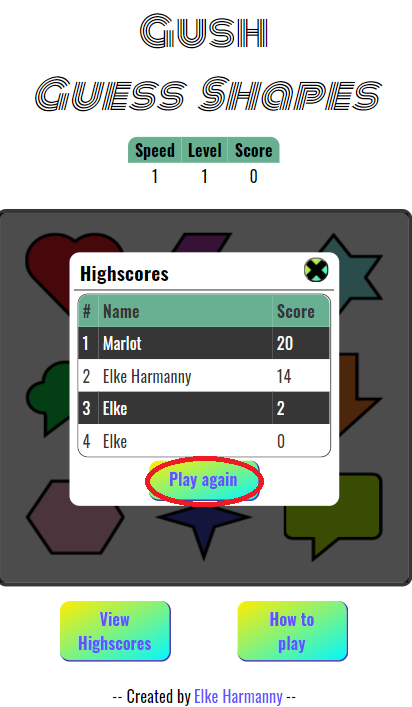 Gush
Guess Shapes
Speed Level Score
1 1 0
Highscores
# Name Score
1 Marlot 20
2 Elke Harmanny 14
3 Elke 2
4 Elke 0
Play again
View Highscores
How to play
-- Created by Elke Harmanny --